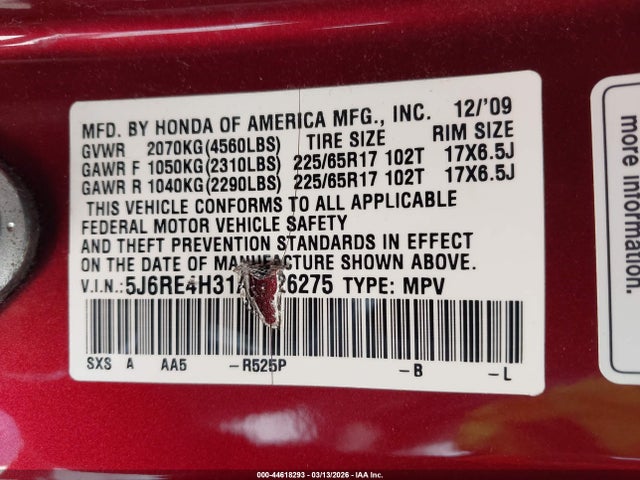 MFD. BY HONDA OF AMERICA MFG., INC. 12/'09
GVWR 2070KG(4560LBS) TIRE SIZE RIM SIZE
GAWR F 1050KG(2310LBS) 225/65R17 102T 17X6.5J
GAWR R 1040KG(2290LBS) 225/65R17 102T 17X6.5J
THIS VEHICLE CONFORMS TO ALL APPLICABLE
FEDERAL MOTOR VEHICLE SAFETY
AND THEFT PREVENTION STANDARDS IN EFFECT
ON THE DATE OF MANUFACTURE SHOWN ABOVE.
V.I.N.: TYPE: MPV
SXS A AA5 -R525P -B -L
more information.
000-44618293 - 03/13/2026 - IAA Inc.